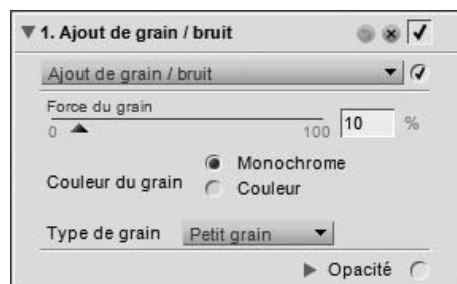 1. Ajout de grain / bruit
Ajout de grain / bruit
Force du grain
0 100 10 %
Monochrome
Couleur du grain
Couleur
Type de grain Petit grain
Opacité